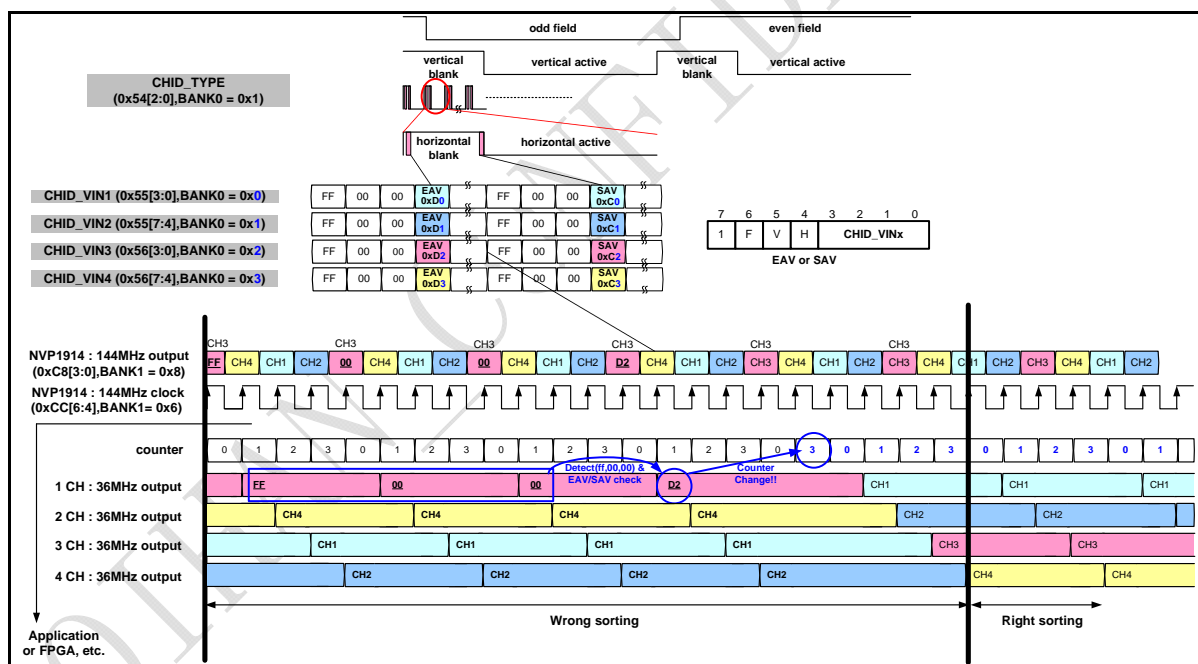 odd field even field
vertical blank vertical active vertical blank vertical active
CHID_TYPE
(0x54[2:0],BANK0 = 0x1)
horizontal blank horizontal active
CHID_VIN1 (0x55[3:0],BANK0 = 0x0) FF 00 00 EAV 0xD0 FF 00 00 SAV 0xC0
CHID_VIN2 (0x55[7:4],BANK0 = 0x1) FF 00 00 EAV 0xD1 FF 00 00 SAV 0xC1
CHID_VIN3 (0x56[3:0],BANK0 = 0x2) FF 00 00 EAV 0xD2 FF 00 00 SAV 0xC2
CHID_VIN4 (0x56[7:4],BANK0 = 0x3) FF 00 00 EAV 0xD3 FF 00 00 SAV 0xC3
7 6 5 4 3 2 1 0
1 F V H CHID_VINx
EAV or SAV
CH3 CH3 CH3 CH3 CH3 CH3
NVP1914 : 144MHz output
(0xC8[3:0],BANK1 = 0x8)
FF CH4 CH1 CH2 00 CH4 CH1 CH2 00 CH4 CH1 CH2 D2 CH4 CH1 CH2 CH3 CH4 CH1 CH2 CH3 CH4 CH1 CH2 CH3 CH4 CH1 CH2
NVP1914 : 144MHz clock
(0xCC[6:4],BANK1= 0x6)
counter 0 1 2 3 0 1 2 3 0 1 2 3 0 1 2 3 0 3 0 1 2 3 0 1 2 3 0 1
1 CH : 36MHz output FF 00 00 Detect(ff,00,00) & EAV/SAV check D2 Counter Change!! CH1 CH1 CH1
2 CH : 36MHz output CH4 CH4 CH4 CH4 CH2 CH2
3 CH : 36MHz output CH1 CH1 CH1 CH1 CH3 CH3
4 CH : 36MHz output CH2 CH2 CH2 CH2 CH4 CH4
Wrong sorting Right sorting
Application
or FPGA, etc.